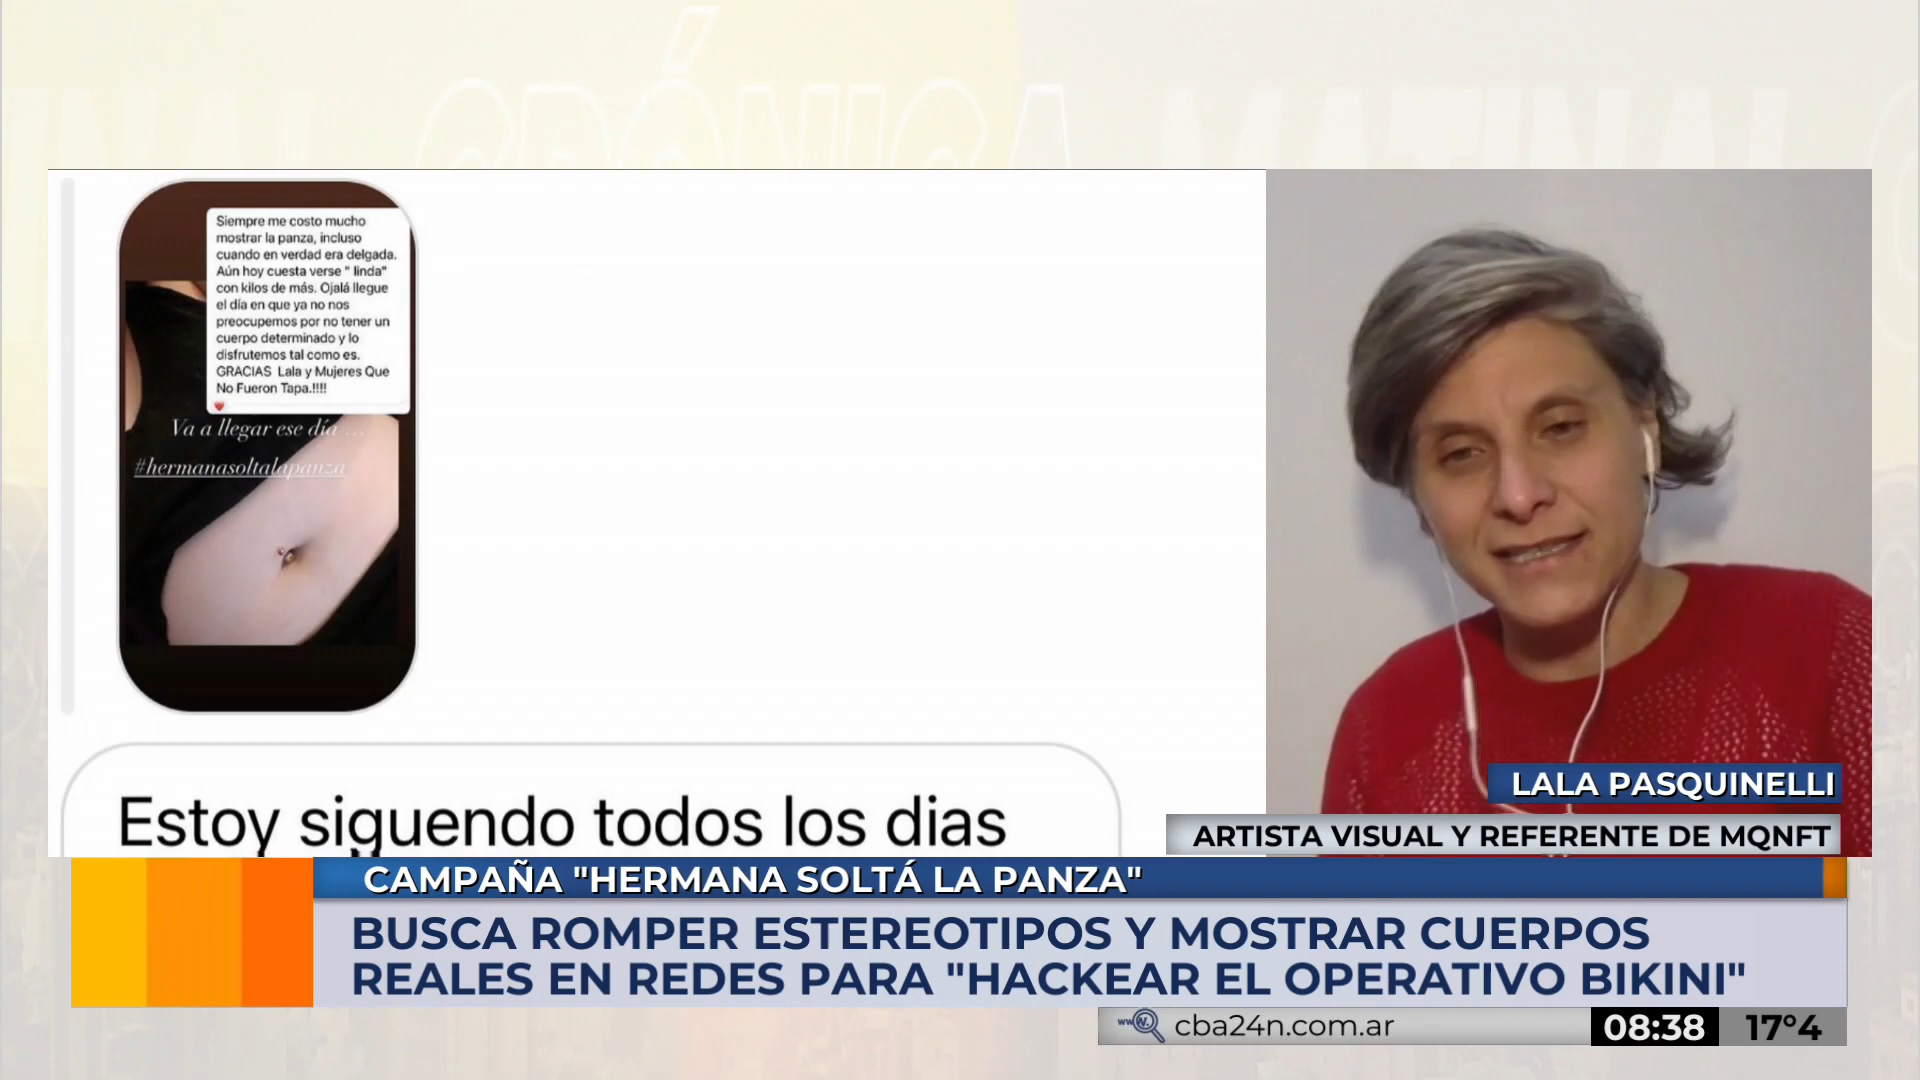 CRÓNICA MATINAL
Siempre me costo mucho
mostrar la panza, incluso
cuando en verdad era delgada.
Aún hoy cuesta verse " linda"
con kilos de más. Ojalá llegue
el día en que ya no nos
preocupemos por no tener un
cuerpo determinado y lo
disfrutemos tal como es.
GRACIAS Lala y Mujeres Que
No Fueron Tapa.!!!!
Va a llegar ese día ...
#hermanasoltalapanza
Estoy siguendo todos los dias
LALA PASQUINELLI
ARTISTA VISUAL Y REFERENTE DE MQNFT
CAMPAÑA "HERMANA SOLTÁ LA PANZA"
BUSCA ROMPER ESTEREOTIPOS Y MOSTRAR CUERPOS
REALES EN REDES PARA "HACKEAR EL OPERATIVO BIKINI"
cba24n.com.ar
08:38
17°4